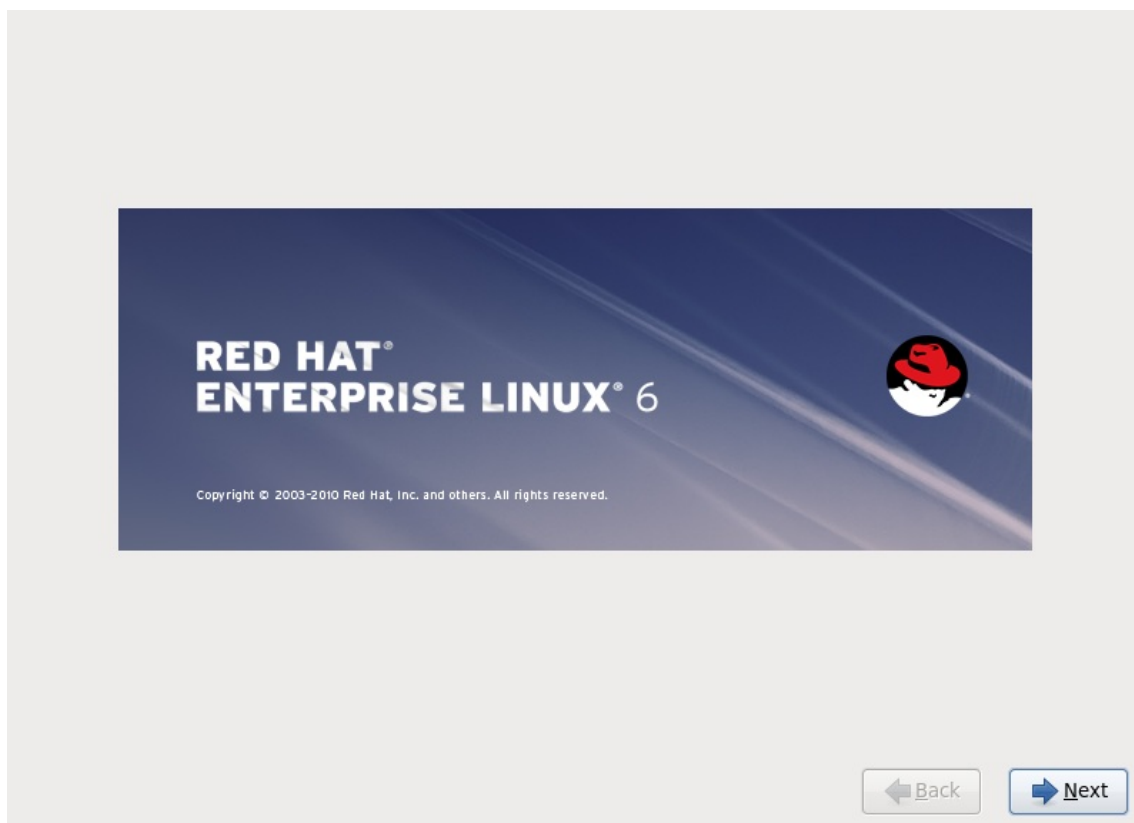 RED HAT®
ENTERPRISE LINUX® 6
Copyright © 2003-2010 Red Hat, Inc. and others. All rights reserved.
Back
Next